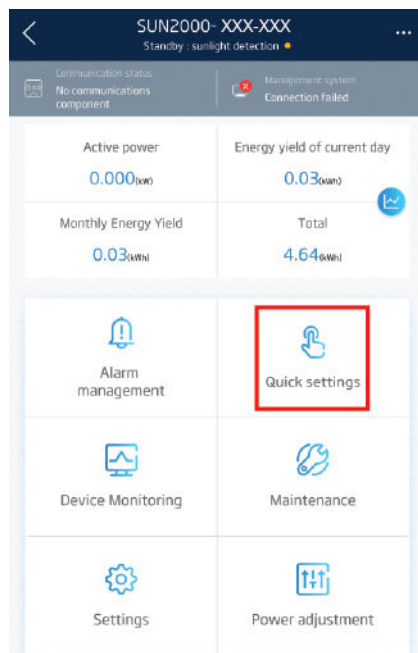 SUN2000- XXX-XXX
Standby : sunlight detection
Communication status
No communications
component
Management system
Connection failed
Active power
0.000(kW)
Energy yield of current day
0.03(kWh)
Monthly Energy Yield
0.03(kWh)
Total
4.64(kWh)
Alarm
management
Quick settings
Device Monitoring
Maintenance
Settings
Power adjustment